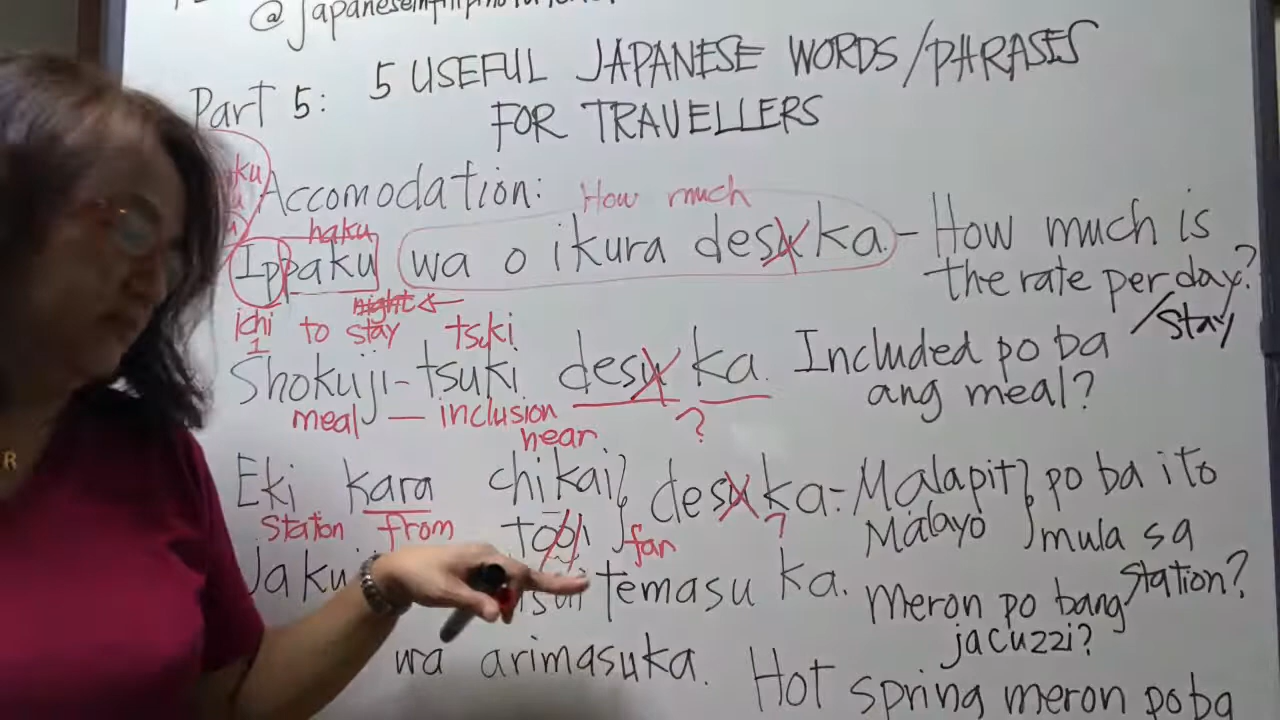 5 USEFUL JAPANESE WORDS/PHRASES
Part 5:
FOR TRAVELLERS
ku
Accomodation: How much
haku
Ippaku wa o ikura desu ka - How much is
the rate per day?
/stay
night
ichi to stay tsuki
1
Shokuji-tsuki desu ka. Included po ba
ang meal?
meal — inclusion ?
near
Eki kara chikai desu ka - Malapit po ba ito
station from tooi far ? Malayo mula sa
station?
temasu ka. meron po bang
jacuzzi?
wa arimasuka. Hot spring meron po ba
R